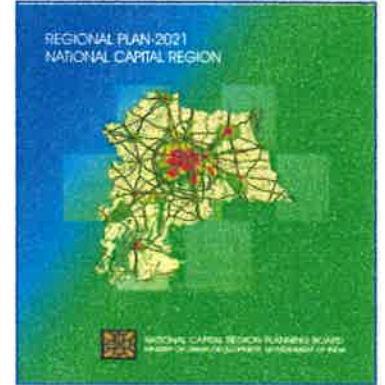 REGIONAL PLAN-2021
NATIONAL CAPITAL REGION
NATIONAL CAPITAL REGION PLANNING BOARD
MINISTRY OF URBAN DEVELOPMENT, GOVERNMENT OF INDIA